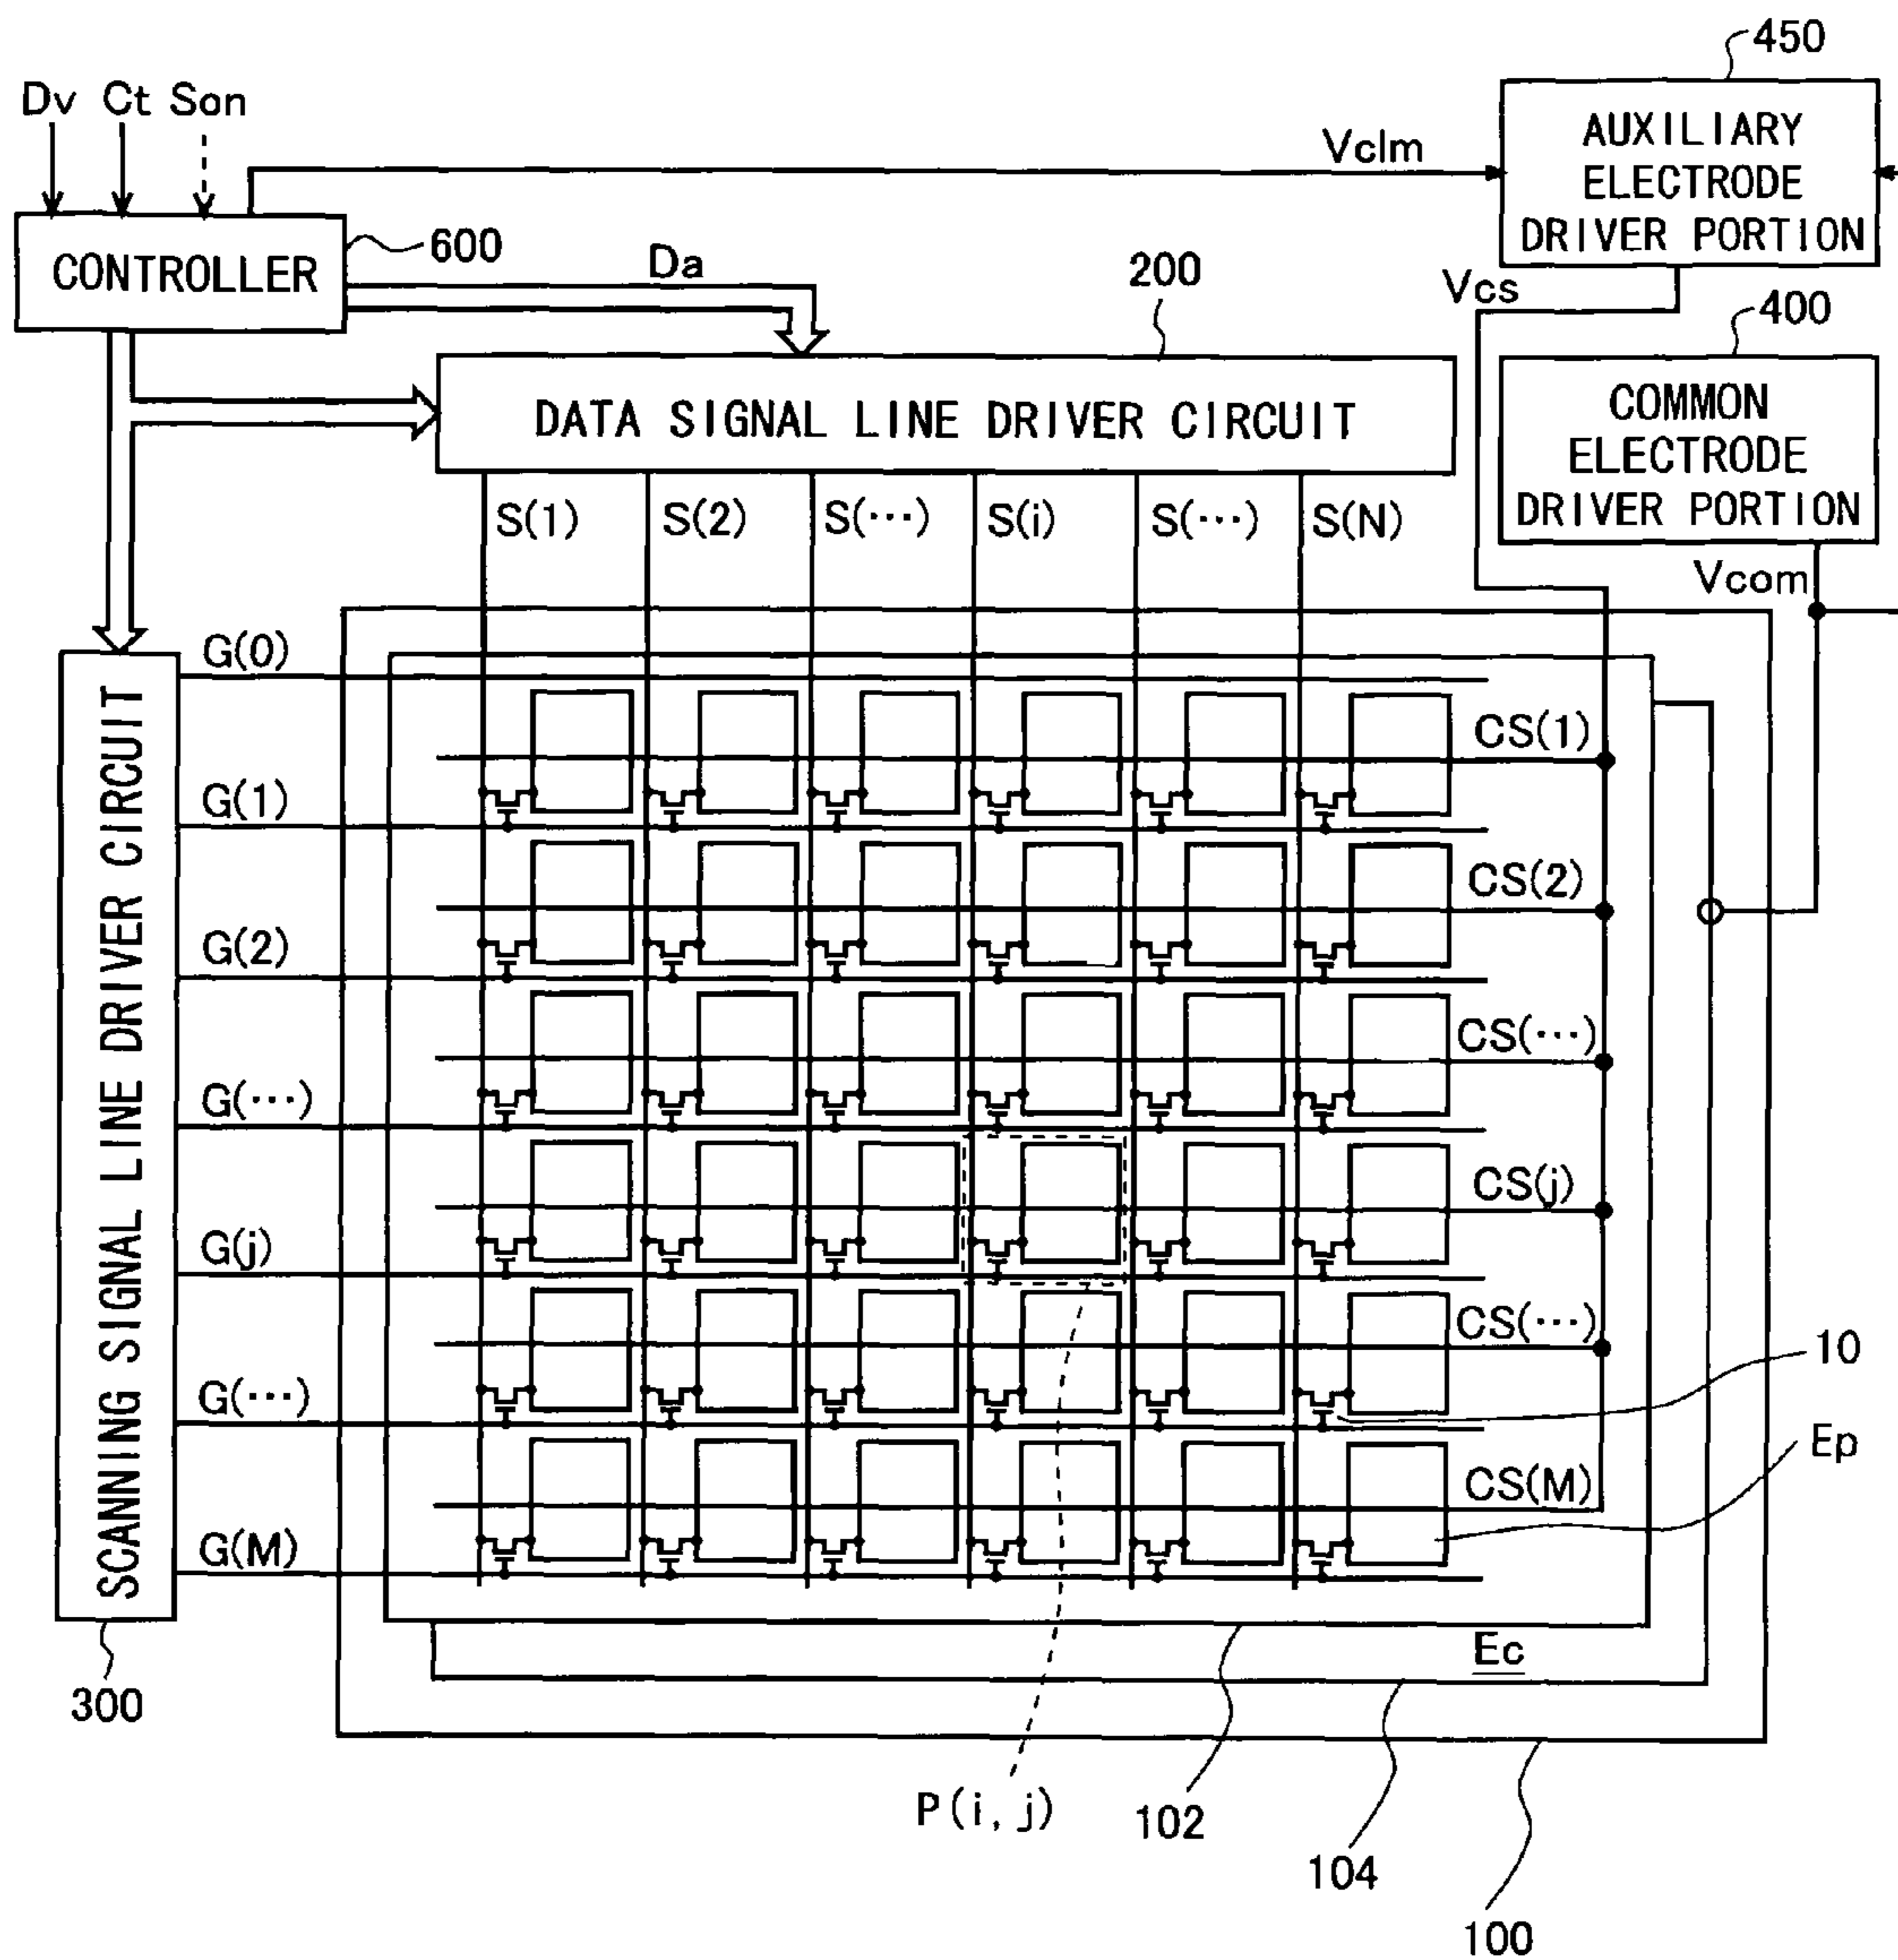 450
Dv Ct Son
Vclm
AUXILIARY
ELECTRODE
DRIVER PORTION
CONTROLLER
600
Da
200
Vcs
400
DATA SIGNAL LINE DRIVER CIRCUIT
COMMON
ELECTRODE
DRIVER PORTION
S(1) S(2) S(···) S(i) S(···) S(N)
Vcom
SCANNING SIGNAL LINE DRIVER CIRCUIT
G(0)
CS(1)
G(1)
CS(2)
G(2)
CS(···)
G(···)
CS(j)
G(j)
CS(···)
10
G(···)
Ep
CS(M)
G(M)
Ec
300
P(i, j)
102
104
100